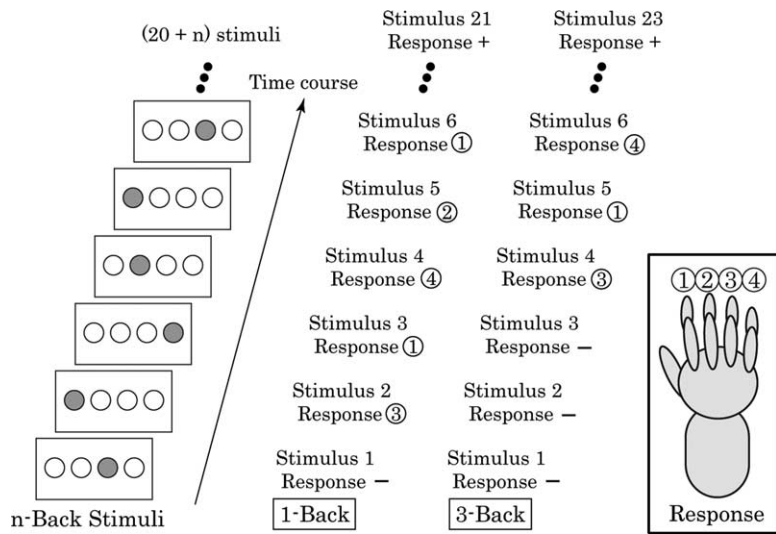 (20 + n) stimuli
Time course
n-Back Stimuli
Stimulus 21
Response +
Stimulus 6
Response ①
Stimulus 5
Response ②
Stimulus 4
Response ④
Stimulus 3
Response ①
Stimulus 2
Response ③
Stimulus 1
Response –
1-Back
Stimulus 23
Response +
Stimulus 6
Response ④
Stimulus 5
Response ①
Stimulus 4
Response ③
Stimulus 3
Response –
Stimulus 2
Response –
Stimulus 1
Response –
3-Back
①②③④
Response